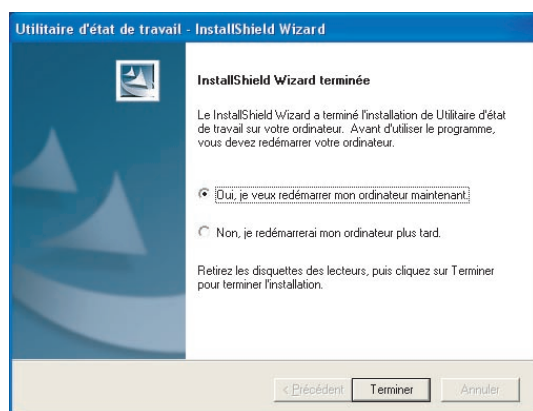 Utilitaire d'état de travail - InstallShield Wizard
InstallShield Wizard terminée
Le InstallShield Wizard a terminé l'installation de Utilitaire d'état
de travail sur votre ordinateur. Avant d'utiliser le programme,
vous devez redémarrer votre ordinateur.
Oui, je veux redémarrer mon ordinateur maintenant.
Non, je redémarrerai mon ordinateur plus tard.
Retirez les disquettes des lecteurs, puis cliquez sur Terminer
pour terminer l'installation.
< Précédent Terminer Annuler